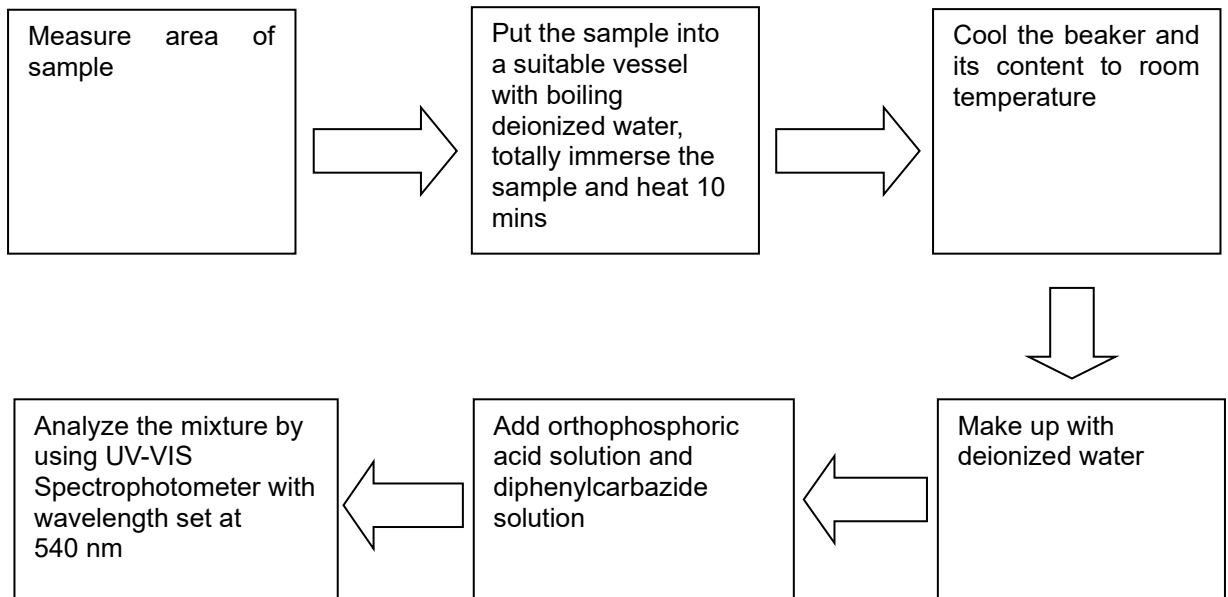 Measure area of
sample
Put the sample into
a suitable vessel
with boiling
deionized water,
totally immerse the
sample and heat 10
mins
Cool the beaker and
its content to room
temperature
Make up with
deionized water
Add orthophosphoric
acid solution and
diphenylcarbazide
solution
Analyze the mixture by
using UV-VIS
Spectrophotometer with
wavelength set at
540 nm